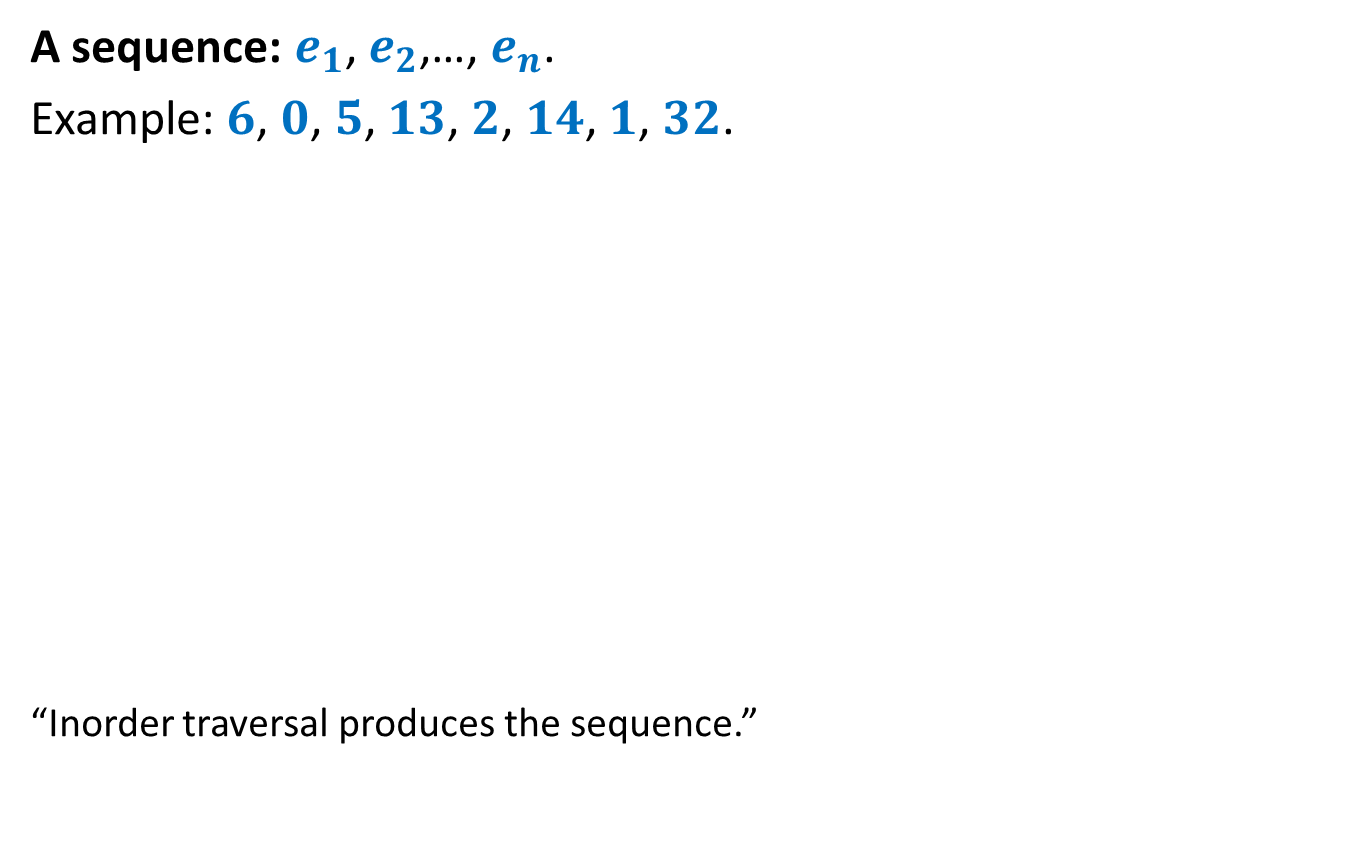 A sequence: e₁, e₂,…, eₙ.
Example: 6, 0, 5, 13, 2, 14, 1, 32.
“Inorder traversal produces the sequence.”